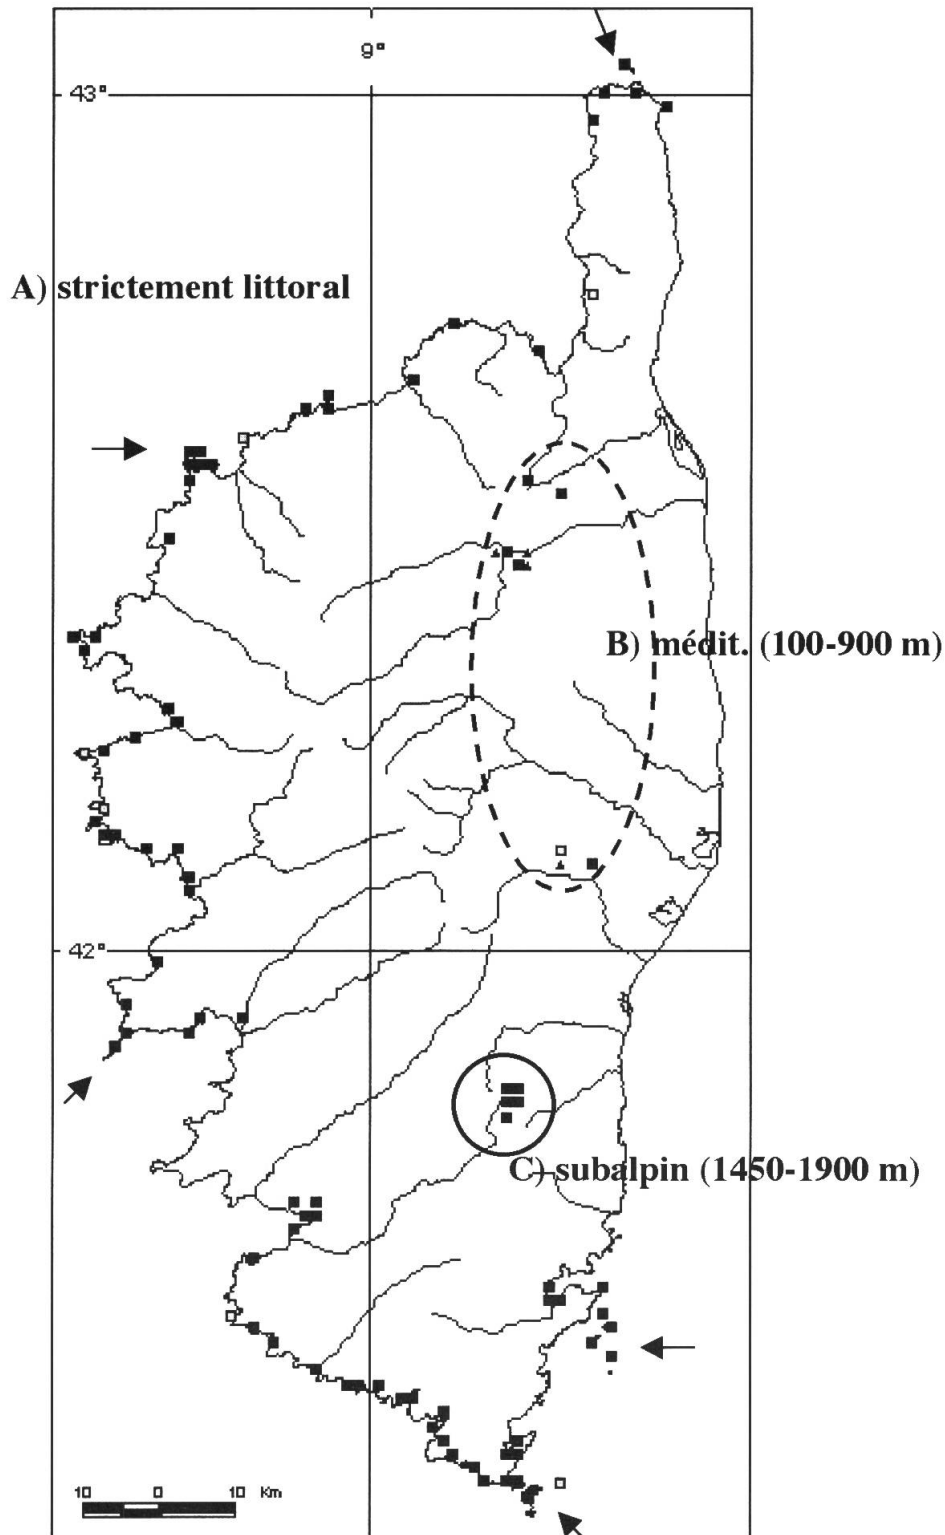 9°
43°
A) strictement littoral
B) médit. (100-900 m)
42°
C) subalpin (1450-1900 m)
10 0 10 Km